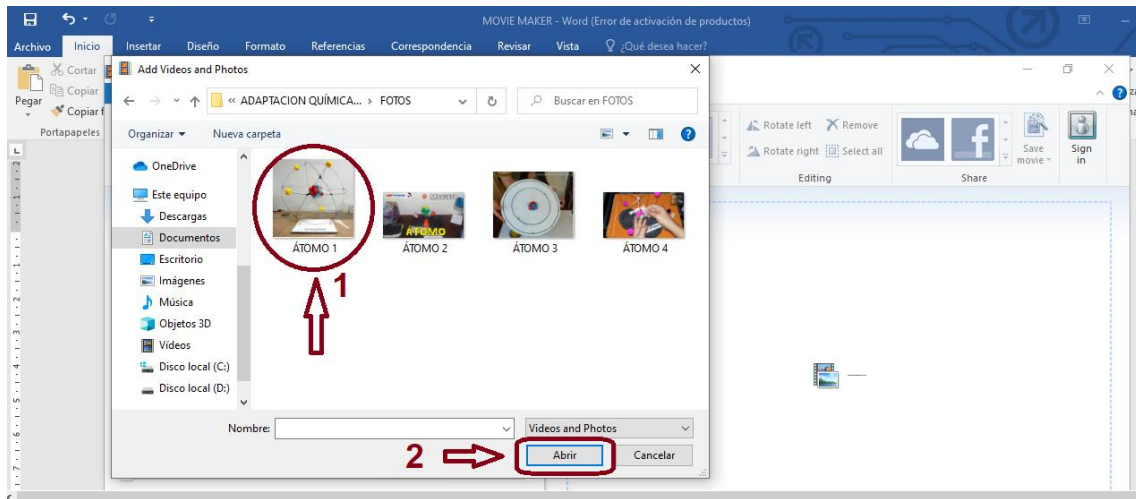 MOVIE MAKER - Word (Error de activación de productos)
Archivo Inicio Insertar Diseño Formato Referencias Correspondencia Revisar Vista ¿Qué desea hacer?
Cortar
Copiar
Copiar f
Pegar
Portapapeles
Add Videos and Photos
« ADAPTACION QUÍMICA... > FOTOS
Buscar en FOTOS
Organizar
Nueva carpeta
OneDrive
Este equipo
Descargas
Documentos
Escritorio
Imágenes
Música
Objetos 3D
Vídeos
Disco local (C:)
Disco local (D:)
ÁTOMO
ÁTOMO 1
ÁTOMO 2
ÁTOMO 3
ÁTOMO 4
1
Nombre:
Videos and Photos
2
Abrir
Cancelar
Rotate left
Remove
Rotate right
Select all
Editing
Share
Save movie
Sign in